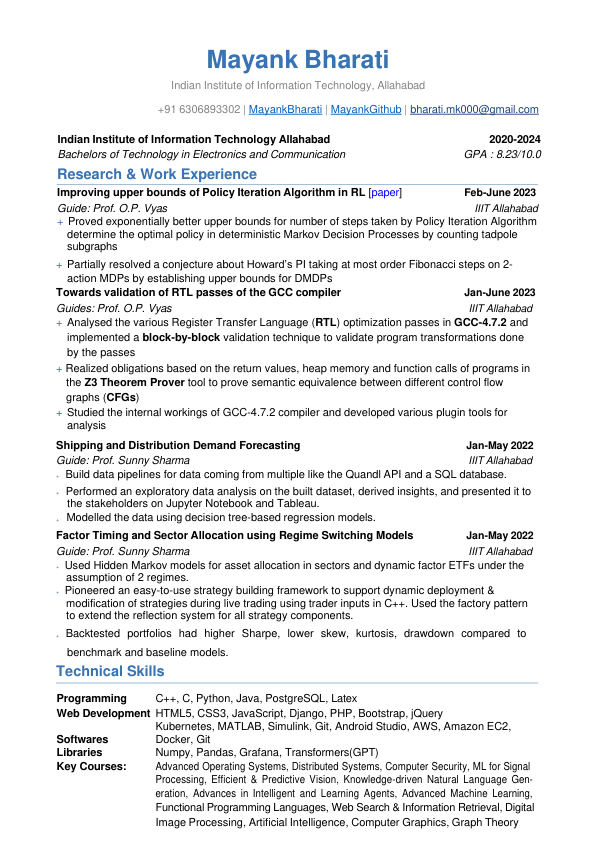 Mayank Bharati
Indian Institute of Information Technology, Allahabad
+91 6306893302 | MayankBharati | MayankGithub | bharati.mk000@gmail.com
Indian Institute of Information Technology Allahabad 2020-2024
Bachelors of Technology in Electronics and Communication GPA : 8.23/10.0
Research & Work Experience
Improving upper bounds of Policy Iteration Algorithm in RL [paper] Feb-June 2023
Guide: Prof. O.P. Vyas IIIT Allahabad
+ Proved exponentially better upper bounds for number of steps taken by Policy Iteration Algorithm
determine the optimal policy in deterministic Markov Decision Processes by counting tadpole
subgraphs
+ Partially resolved a conjecture about Howard's PI taking at most order Fibonacci steps on 2-
action MDPs by establishing upper bounds for DMDPs
Towards validation of RTL passes of the GCC compiler Jan-June 2023
Guides: Prof. O.P. Vyas IIIT Allahabad
+ Analysed the various Register Transfer Language (RTL) optimization passes in GCC-4.7.2 and
implemented a block-by-block validation technique to validate program transformations done
by the passes
+ Realized obligations based on the return values, heap memory and function calls of programs in
the Z3 Theorem Prover tool to prove semantic equivalence between different control flow
graphs (CFGs)
+ Studied the internal workings of GCC-4.7.2 compiler and developed various plugin tools for
analysis
Shipping and Distribution Demand Forecasting Jan-May 2022
Guide: Prof. Sunny Sharma IIIT Allahabad
. Build data pipelines for data coming from multiple like the Quandl API and a SQL database.
. Performed an exploratory data analysis on the built dataset, derived insights, and presented it to
the stakeholders on Jupyter Notebook and Tableau.
. Modelled the data using decision tree-based regression models.
Factor Timing and Sector Allocation using Regime Switching Models Jan-May 2022
Guide: Prof. Sunny Sharma IIIT Allahabad
. Used Hidden Markov models for asset allocation in sectors and dynamic factor ETFs under the
assumption of 2 regimes.
. Pioneered an easy-to-use strategy building framework to support dynamic deployment &
modification of strategies during live trading using trader inputs in C++. Used the factory pattern
to extend the reflection system for all strategy components.
. Backtested portfolios had higher Sharpe, lower skew, kurtosis, drawdown compared to
benchmark and baseline models.
Technical Skills
Programming C++, C, Python, Java, PostgreSQL, Latex
Web Development HTML5, CSS3, JavaScript, Django, PHP, Bootstrap, jQuery
Kubernetes, MATLAB, Simulink, Git, Android Studio, AWS, Amazon EC2,
Softwares Docker, Git
Libraries Numpy, Pandas, Grafana, Transformers(GPT)
Key Courses: Advanced Operating Systems, Distributed Systems, Computer Security, ML for Signal
Processing, Efficient & Predictive Vision, Knowledge-driven Natural Language Gen-
eration, Advances in Intelligent and Learning Agents, Advanced Machine Learning,
Functional Programming Languages, Web Search & Information Retrieval, Digital
Image Processing, Artificial Intelligence, Computer Graphics, Graph Theory